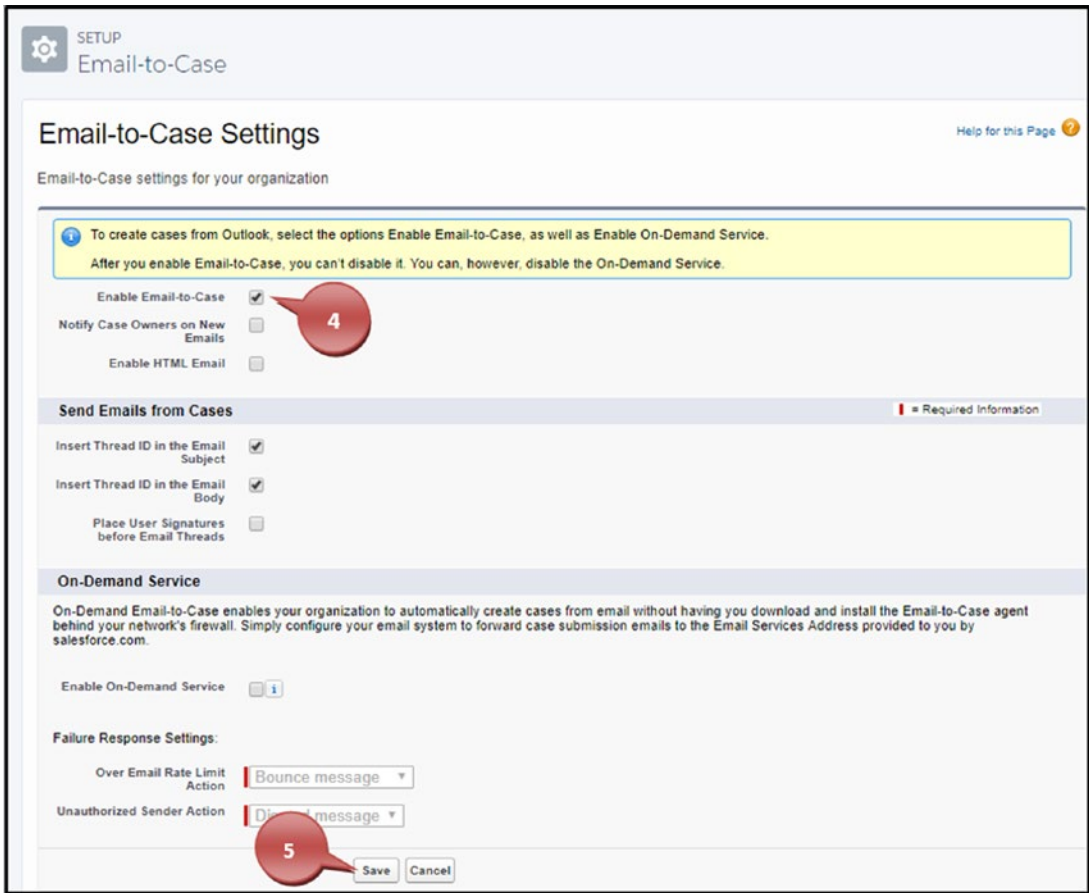 SETUP
Email-to-Case
Email-to-Case Settings
Help for this Page
Email-to-Case settings for your organization
To create cases from Outlook, select the options Enable Email-to-Case, as well as Enable On-Demand Service.
After you enable Email-to-Case, you can't disable it. You can, however, disable the On-Demand Service.
Enable Email-to-Case
4
Notify Case Owners on New
Emails
Enable HTML Email
Send Emails from Cases
= Required Information
Insert Thread ID in the Email
Subject
Insert Thread ID in the Email
Body
Place User Signatures
before Email Threads
On-Demand Service
On-Demand Email-to-Case enables your organization to automatically create cases from email without having you download and install the Email-to-Case agent
behind your network's firewall. Simply configure your email system to forward case submission emails to the Email Services Address provided to you by
salesforce.com.
Enable On-Demand Service
Failure Response Settings:
Over Email Rate Limit
Action
Bounce message
Unauthorized Sender Action
message
5
Save Cancel